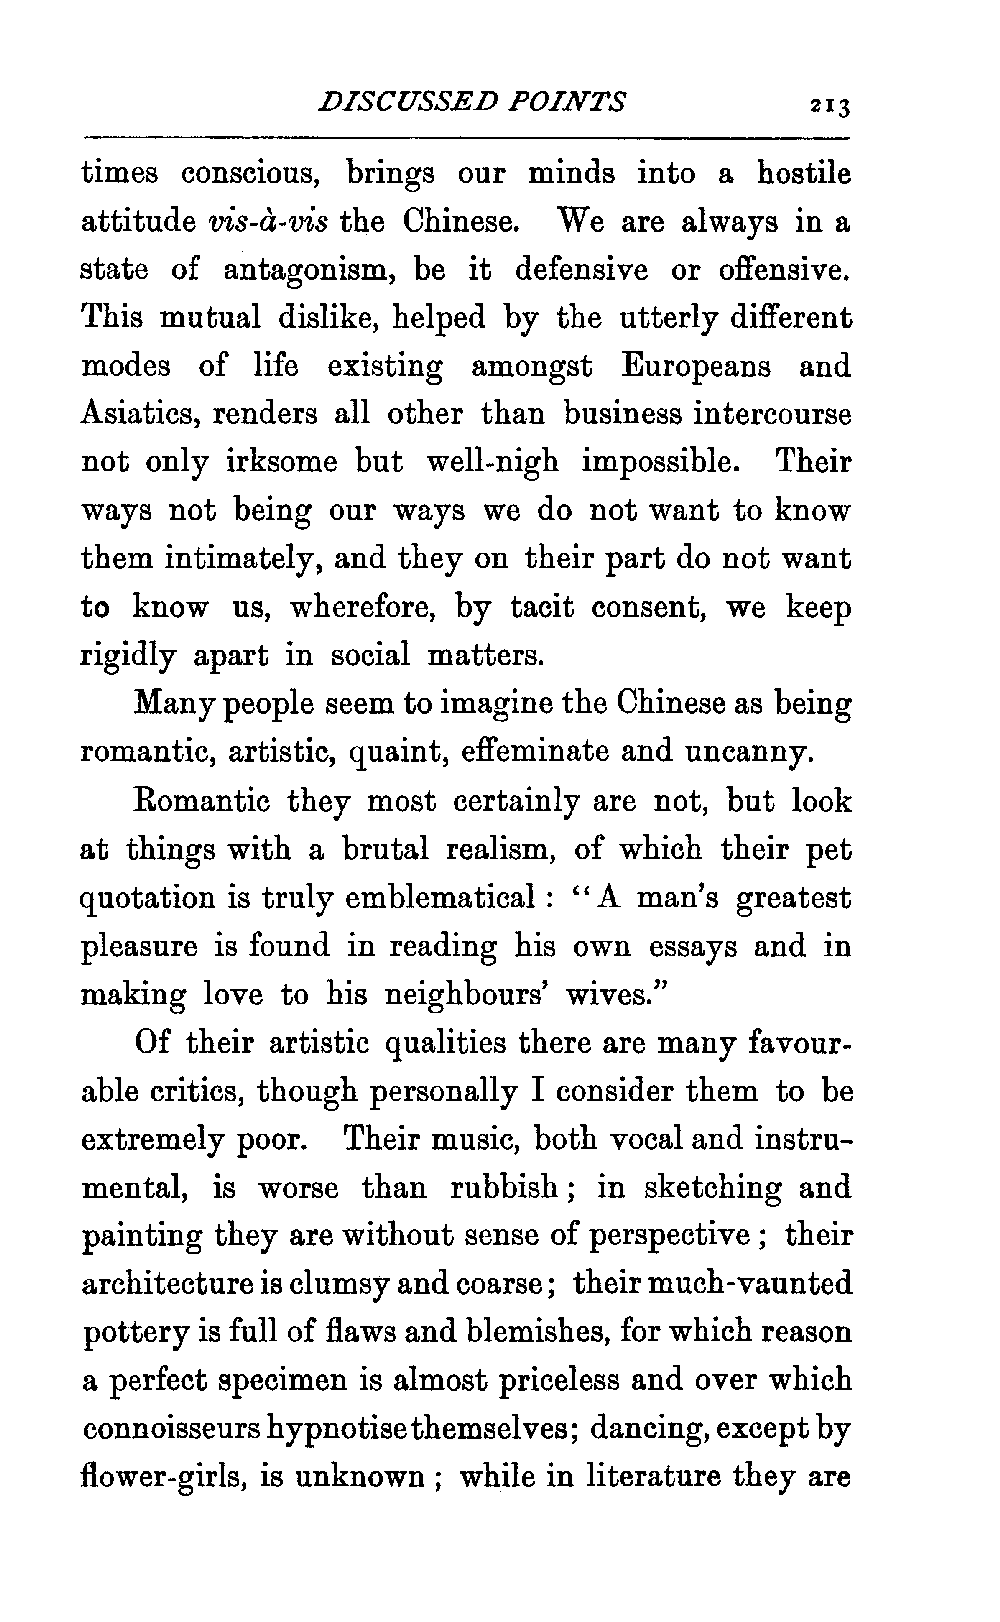 DISCUSSED POINTS 213
times conscious, brings our minds into a hostile
attitude vis-à-vis the Chinese. We are always in a
state of antagonism, be it defensive or offensive.
This mutual dislike, helped by the utterly different
modes of life existing amongst Europeans and
Asiatics, renders all other than business intercourse
not only irksome but well-nigh impossible. Their
ways not being our ways we do not want to know
them intimately, and they on their part do not want
to know us, wherefore, by tacit consent, we keep
rigidly apart in social matters.
Many people seem to imagine the Chinese as being
romantic, artistic, quaint, effeminate and uncanny.
Romantic they most certainly are not, but look
at things with a brutal realism, of which their pet
quotation is truly emblematical : “A man’s greatest
pleasure is found in reading his own essays and in
making love to his neighbours’ wives.”
Of their artistic qualities there are many favour-
able critics, though personally I consider them to be
extremely poor. Their music, both vocal and instru-
mental, is worse than rubbish ; in sketching and
painting they are without sense of perspective ; their
architecture is clumsy and coarse ; their much-vaunted
pottery is full of flaws and blemishes, for which reason
a perfect specimen is almost priceless and over which
connoisseurs hypnotise themselves ; dancing, except by
flower-girls, is unknown ; while in literature they are